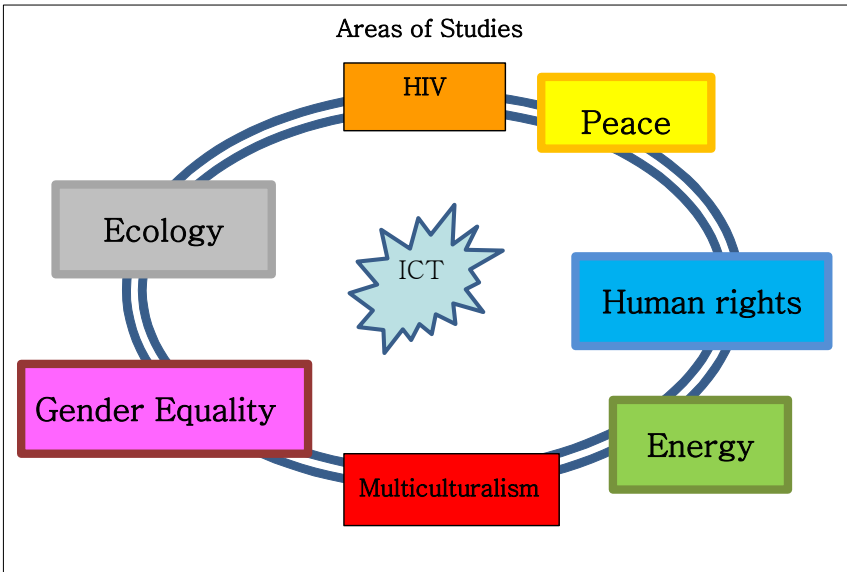 Areas of Studies
HIV
Peace
Ecology
ICT
Human rights
Gender Equality
Energy
Multiculturalism